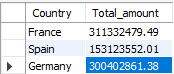 Country Total_amount
France 311332479.49
Spain 153123552.01
Germany 300402861.38